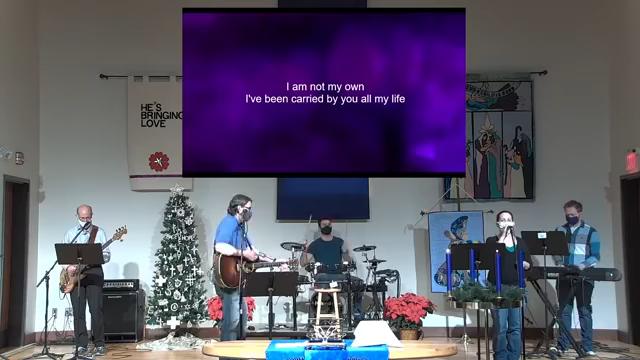 I am not my own
I've been carried by you all my life
HE'S
BRINGING
LOVE